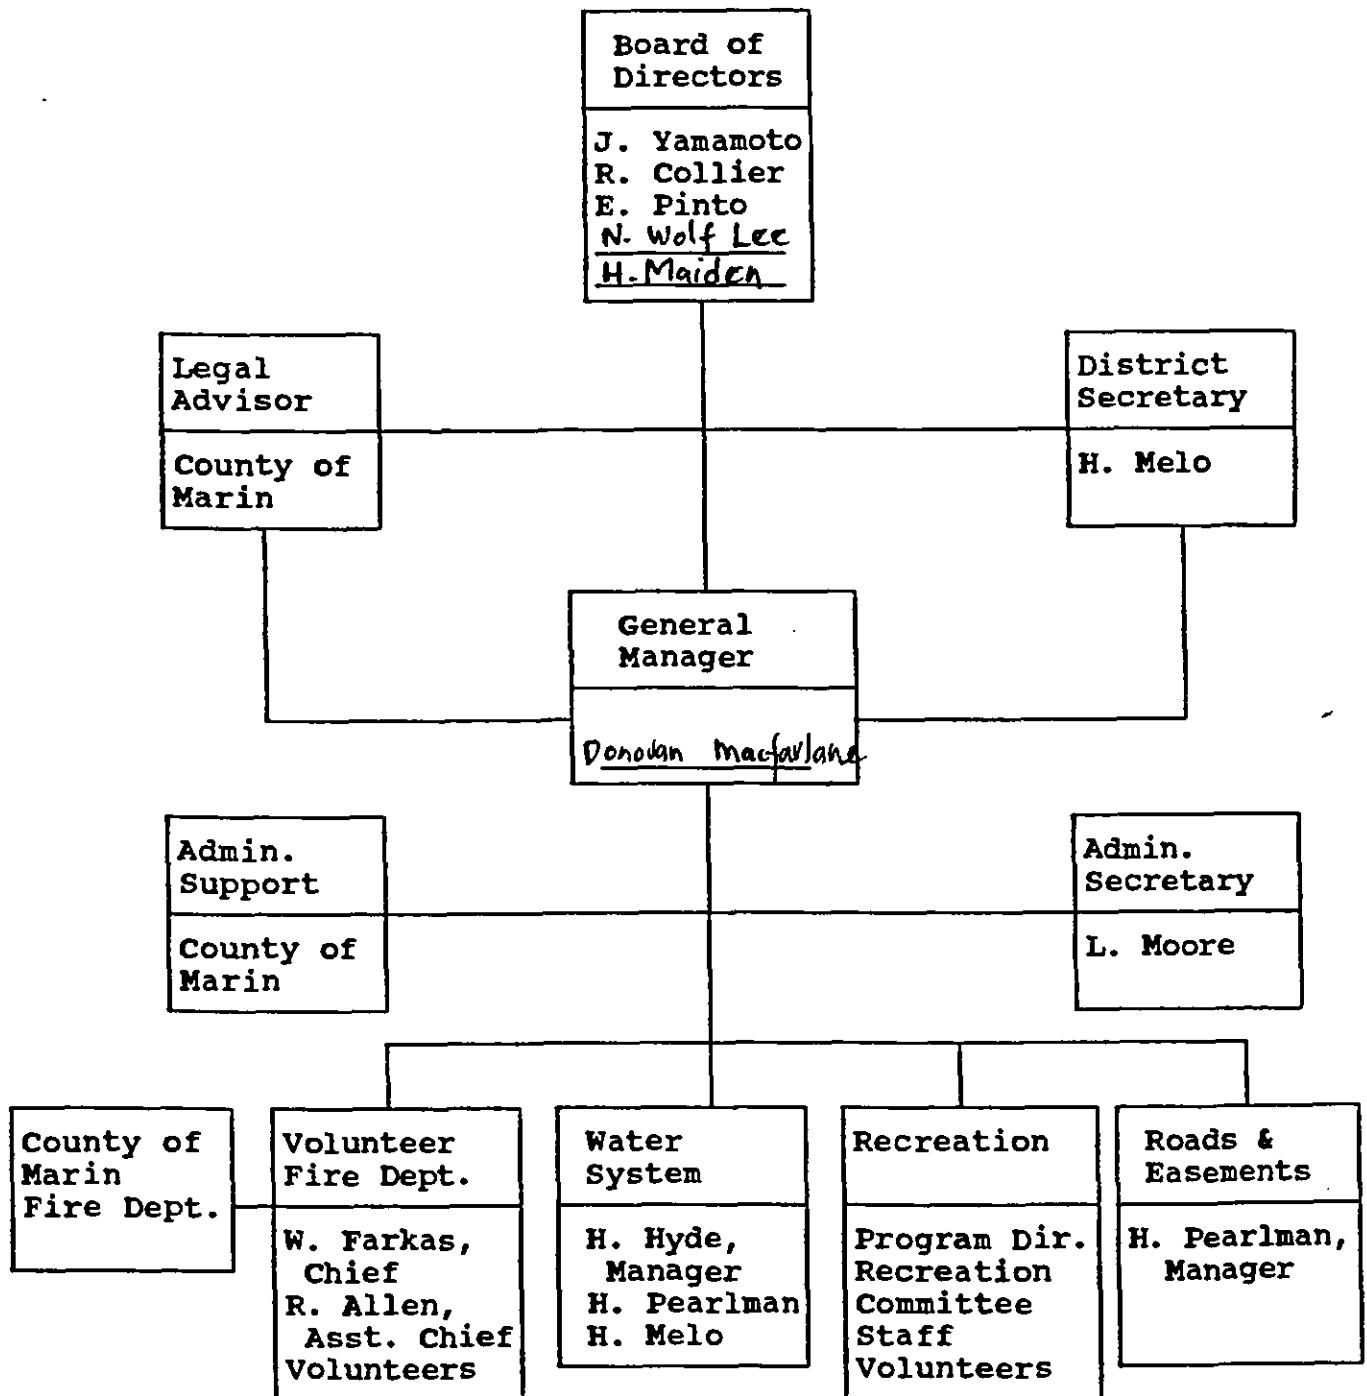 Board of
Directors
J. Yamamoto
R. Collier
E. Pinto
N. Wolf Lee
H. Maiden
Legal
Advisor
County of
Marin
District
Secretary
H. Melo
General
Manager
Donovan Macfarlane
Admin.
Support
County of
Marin
Admin.
Secretary
L. Moore
County of
Marin
Fire Dept.
Volunteer
Fire Dept.
W. Farkas,
Chief
R. Allen,
Asst. Chief
Volunteers
Water
System
H. Hyde,
Manager
H. Pearlman
H. Melo
Recreation
Program Dir.
Recreation
Committee
Staff
Volunteers
Roads &
Easements
H. Pearlman,
Manager